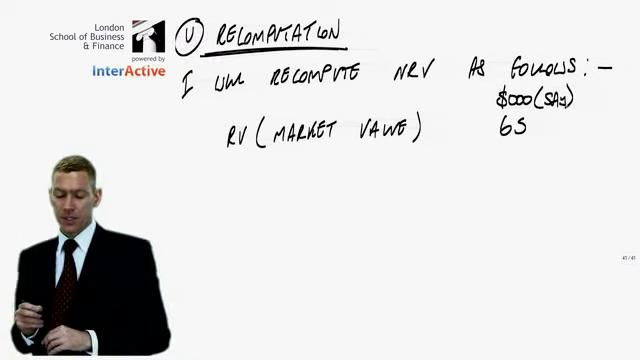 London
School of Business
& Finance
powered by
InterActive
U RECOMPUTATION
I WILL RECOMPUTE NRV AS FOLLOWS:-
$000 (SAY)
RV (MARKET VALUE) 65
41 / 41